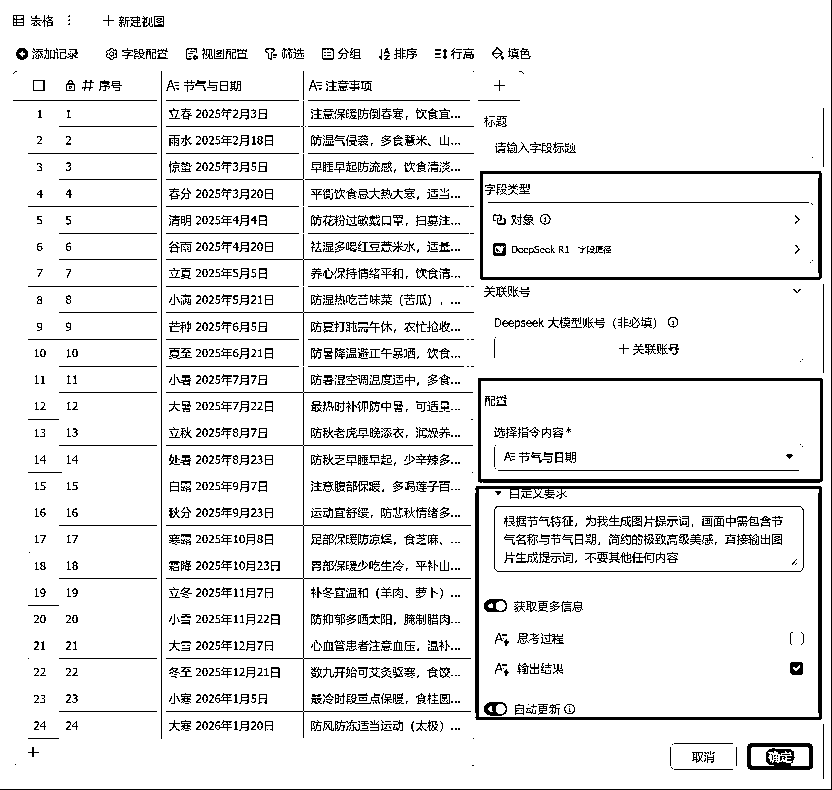 表格
新建视图
添加记录 字段配置 视图配置 筛选 分组 排序 行高 填色
序号 节气与日期 注意事项
1 1 立春 2025年2月3日 注意保暖防倒春寒，饮食宜...
2 2 雨水 2025年2月18日 防湿气侵袭，多食薏米、山...
3 3 惊蛰 2025年3月5日 早睡早起防流感，饮食清淡...
4 4 春分 2025年3月20日 平衡饮食忌大热大寒，适当...
5 5 清明 2025年4月4日 防花粉过敏戴口罩，扫墓注...
6 6 谷雨 2025年4月20日 祛湿多喝红豆薏米水，适量...
7 7 立夏 2025年5月5日 养心保持情绪平和，饮食清...
8 8 小满 2025年5月21日 防湿热吃苦味菜（苦瓜），...
9 9 芒种 2025年6月5日 防夏打盹需午休，农忙抢收...
10 10 夏至 2025年6月21日 防暑降温避正午暴晒，饮食...
11 11 小暑 2025年7月7日 防暑湿空调温度适中，多食...
12 12 大暑 2025年7月22日 最热时补钾防中暑，可适量...
13 13 立秋 2025年8月7日 防秋老虎早晚添衣，润燥养...
14 14 处暑 2025年8月23日 防秋乏早睡早起，少辛辣多...
15 15 白露 2025年9月7日 注意腹部保暖，多喝莲子百...
16 16 秋分 2025年9月23日 运动宜舒缓，防悲秋情绪多...
17 17 寒露 2025年10月8日 足部保暖防凉燥，食芝麻、...
18 18 霜降 2025年10月23日 胃部保暖少吃生冷，平补山...
19 19 立冬 2025年11月7日 补冬宜温和（羊肉、萝卜）...
20 20 小雪 2025年11月22日 防抑郁多晒太阳，腌制腊肉...
21 21 大雪 2025年12月7日 心血管患者注意血压，温补...
22 22 冬至 2025年12月21日 数九开始可艾灸驱寒，食饺...
23 23 小寒 2026年1月5日 最冷时段重点保暖，食桂圆...
24 24 大寒 2026年1月20日 防风防冻适当运动（太极）...
标题
请输入字段标题
字段类型
对象
DeepSeek R1 字段捷径
关联账号
Deepseek 大模型账号（非必填）
关联账号
配置
选择指令内容*
节气与日期
自定义要求
根据节气特征，为我生成图片提示词，画面中需包含节
气名称与节气日期，简约的极致高级美感，直接输出图
片生成提示词，不要其他任何内容
获取更多信息
思考过程
输出结果
自动更新
取消 确定